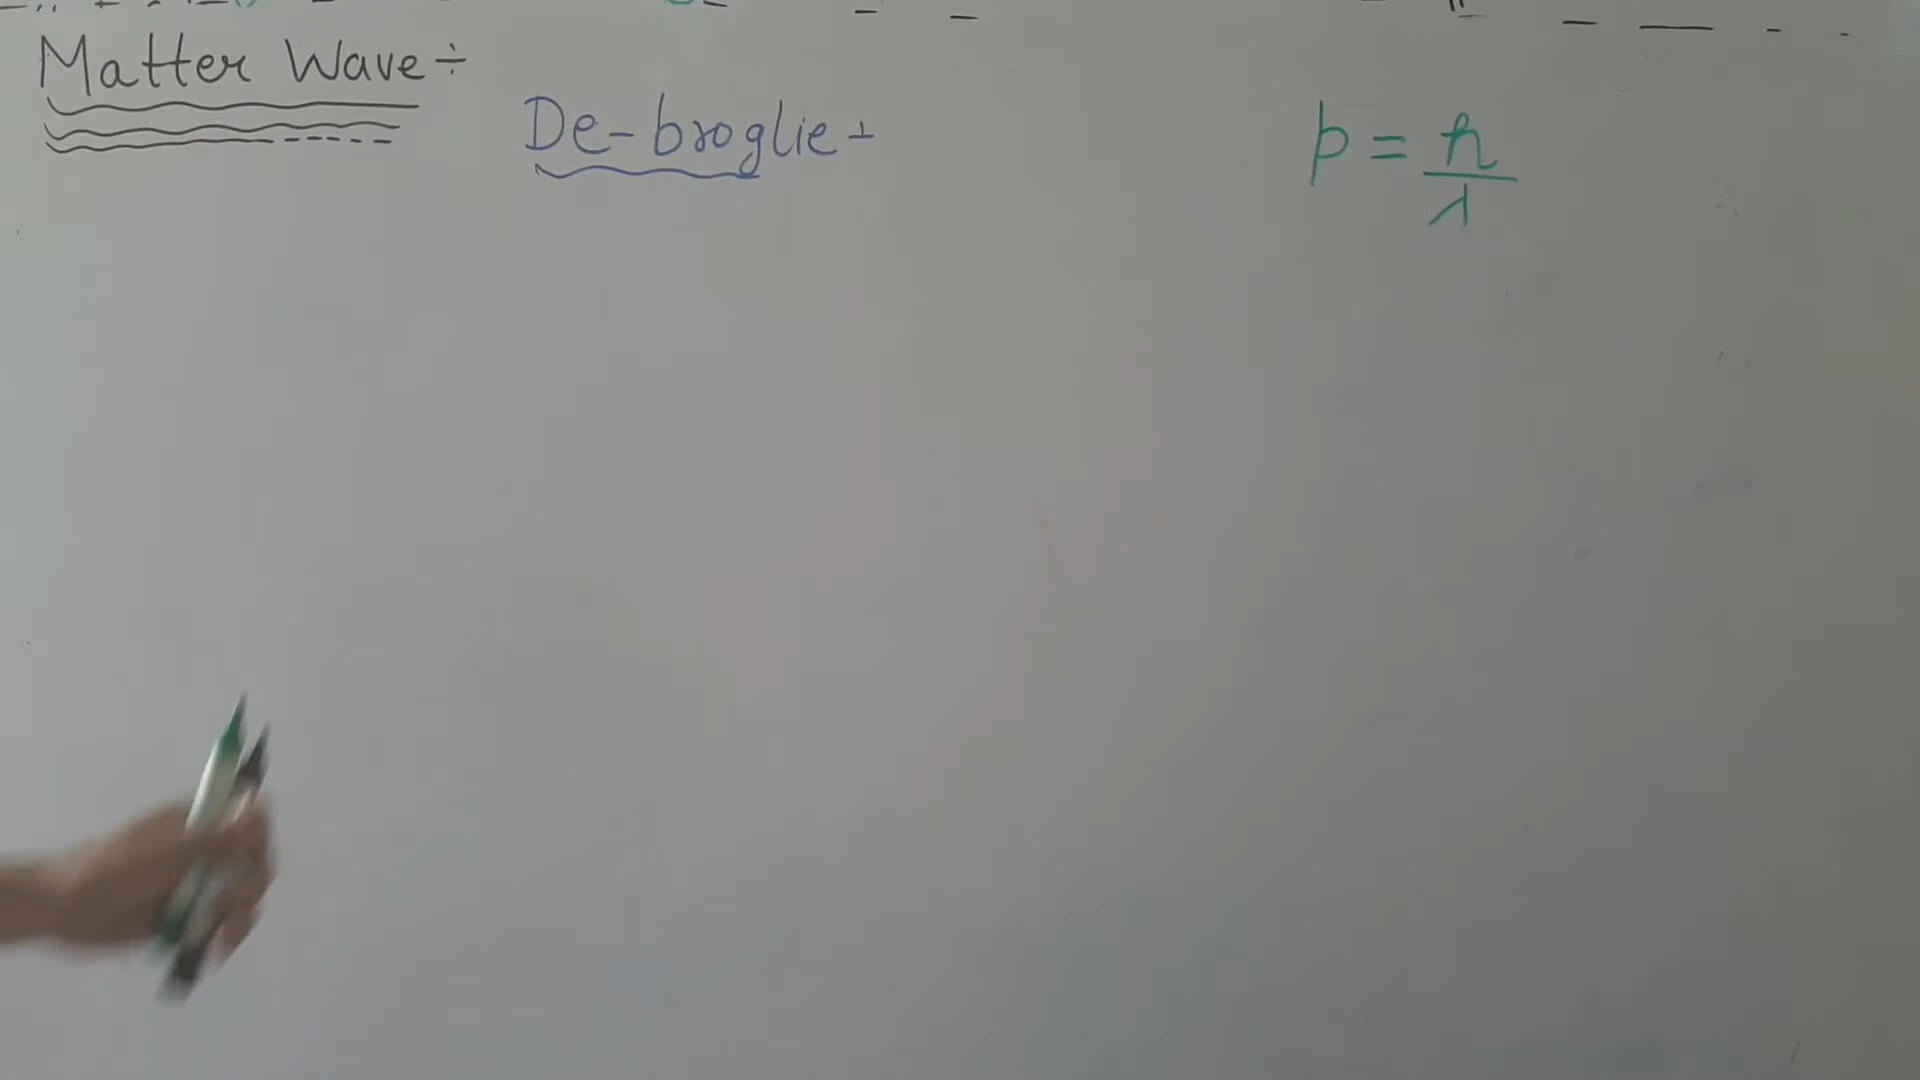 Matter Wave ÷
De-broglie ÷
p = h
λ